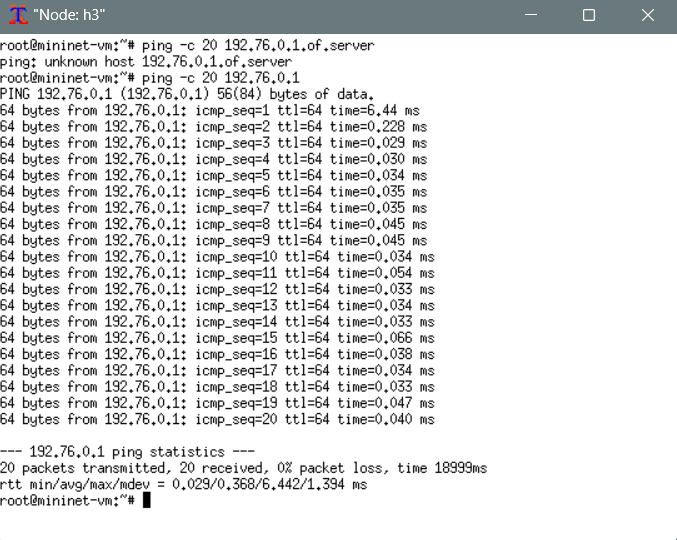 "Node: h3"
root@mininet-vm:~# ping -c 20 192.76.0.1.of.server
ping: unknown host 192.76.0.1.of.server
root@mininet-vm:~# ping -c 20 192.76.0.1
PING 192.76.0.1 (192.76.0.1) 56(84) bytes of data.
64 bytes from 192.76.0.1: icmp_seq=1 ttl=64 time=6.44 ms
64 bytes from 192.76.0.1: icmp_seq=2 ttl=64 time=0.228 ms
64 bytes from 192.76.0.1: icmp_seq=3 ttl=64 time=0.029 ms
64 bytes from 192.76.0.1: icmp_seq=4 ttl=64 time=0.030 ms
64 bytes from 192.76.0.1: icmp_seq=5 ttl=64 time=0.034 ms
64 bytes from 192.76.0.1: icmp_seq=6 ttl=64 time=0.035 ms
64 bytes from 192.76.0.1: icmp_seq=7 ttl=64 time=0.035 ms
64 bytes from 192.76.0.1: icmp_seq=8 ttl=64 time=0.045 ms
64 bytes from 192.76.0.1: icmp_seq=9 ttl=64 time=0.045 ms
64 bytes from 192.76.0.1: icmp_seq=10 ttl=64 time=0.034 ms
64 bytes from 192.76.0.1: icmp_seq=11 ttl=64 time=0.054 ms
64 bytes from 192.76.0.1: icmp_seq=12 ttl=64 time=0.033 ms
64 bytes from 192.76.0.1: icmp_seq=13 ttl=64 time=0.034 ms
64 bytes from 192.76.0.1: icmp_seq=14 ttl=64 time=0.033 ms
64 bytes from 192.76.0.1: icmp_seq=15 ttl=64 time=0.066 ms
64 bytes from 192.76.0.1: icmp_seq=16 ttl=64 time=0.038 ms
64 bytes from 192.76.0.1: icmp_seq=17 ttl=64 time=0.034 ms
64 bytes from 192.76.0.1: icmp_seq=18 ttl=64 time=0.033 ms
64 bytes from 192.76.0.1: icmp_seq=19 ttl=64 time=0.047 ms
64 bytes from 192.76.0.1: icmp_seq=20 ttl=64 time=0.040 ms
--- 192.76.0.1 ping statistics ---
20 packets transmitted, 20 received, 0% packet loss, time 18999ms
rtt min/avg/max/mdev = 0.029/0.368/6.442/1.394 ms
root@mininet-vm:~#